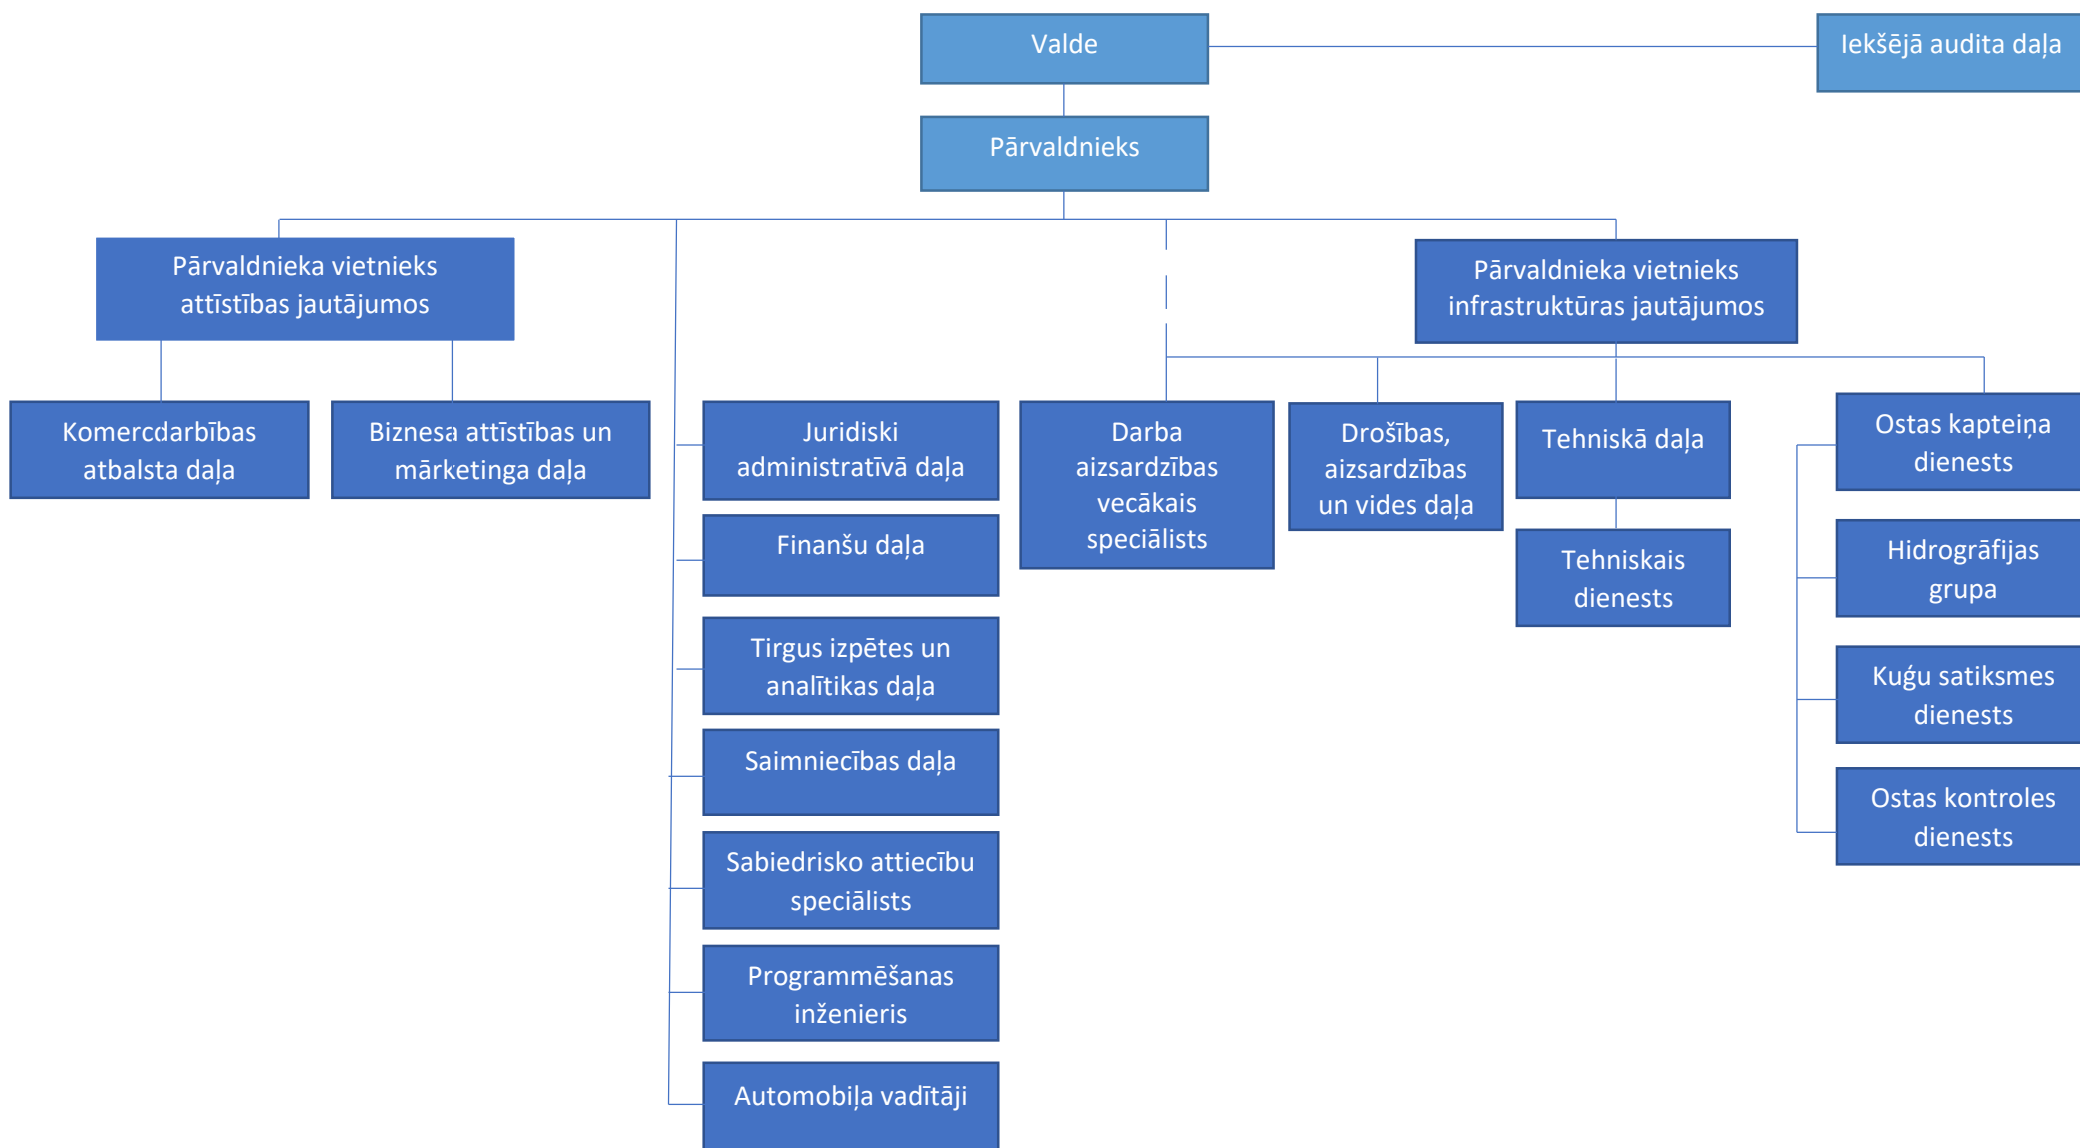 Valde
Iekšējā audita daļa
Pārvaldnieks
Pārvaldnieka vietnieks
attīstības jautājumos
Pārvaldnieka vietnieks
infrastruktūras jautājumos
Komercdarbības
atbalsta daļa
Biznesa attīstības un
mārketinga daļa
Juridiski
administratīvā daļa
Finanšu daļa
Tirgus izpētes un
analītikas daļa
Saimniecības daļa
Sabiedrisko attiecību
speciālists
Programmēšanas
inženieris
Automobiļa vadītāji
Darba
aizsardzības
vecākais
speciālists
Drošības,
aizsardzības
un vides daļa
Tehniskā daļa
Tehniskais
dienests
Ostas kapteiņa
dienests
Hidrogrāfijas
grupa
Kuģu satiksmes
dienests
Ostas kontroles
dienests